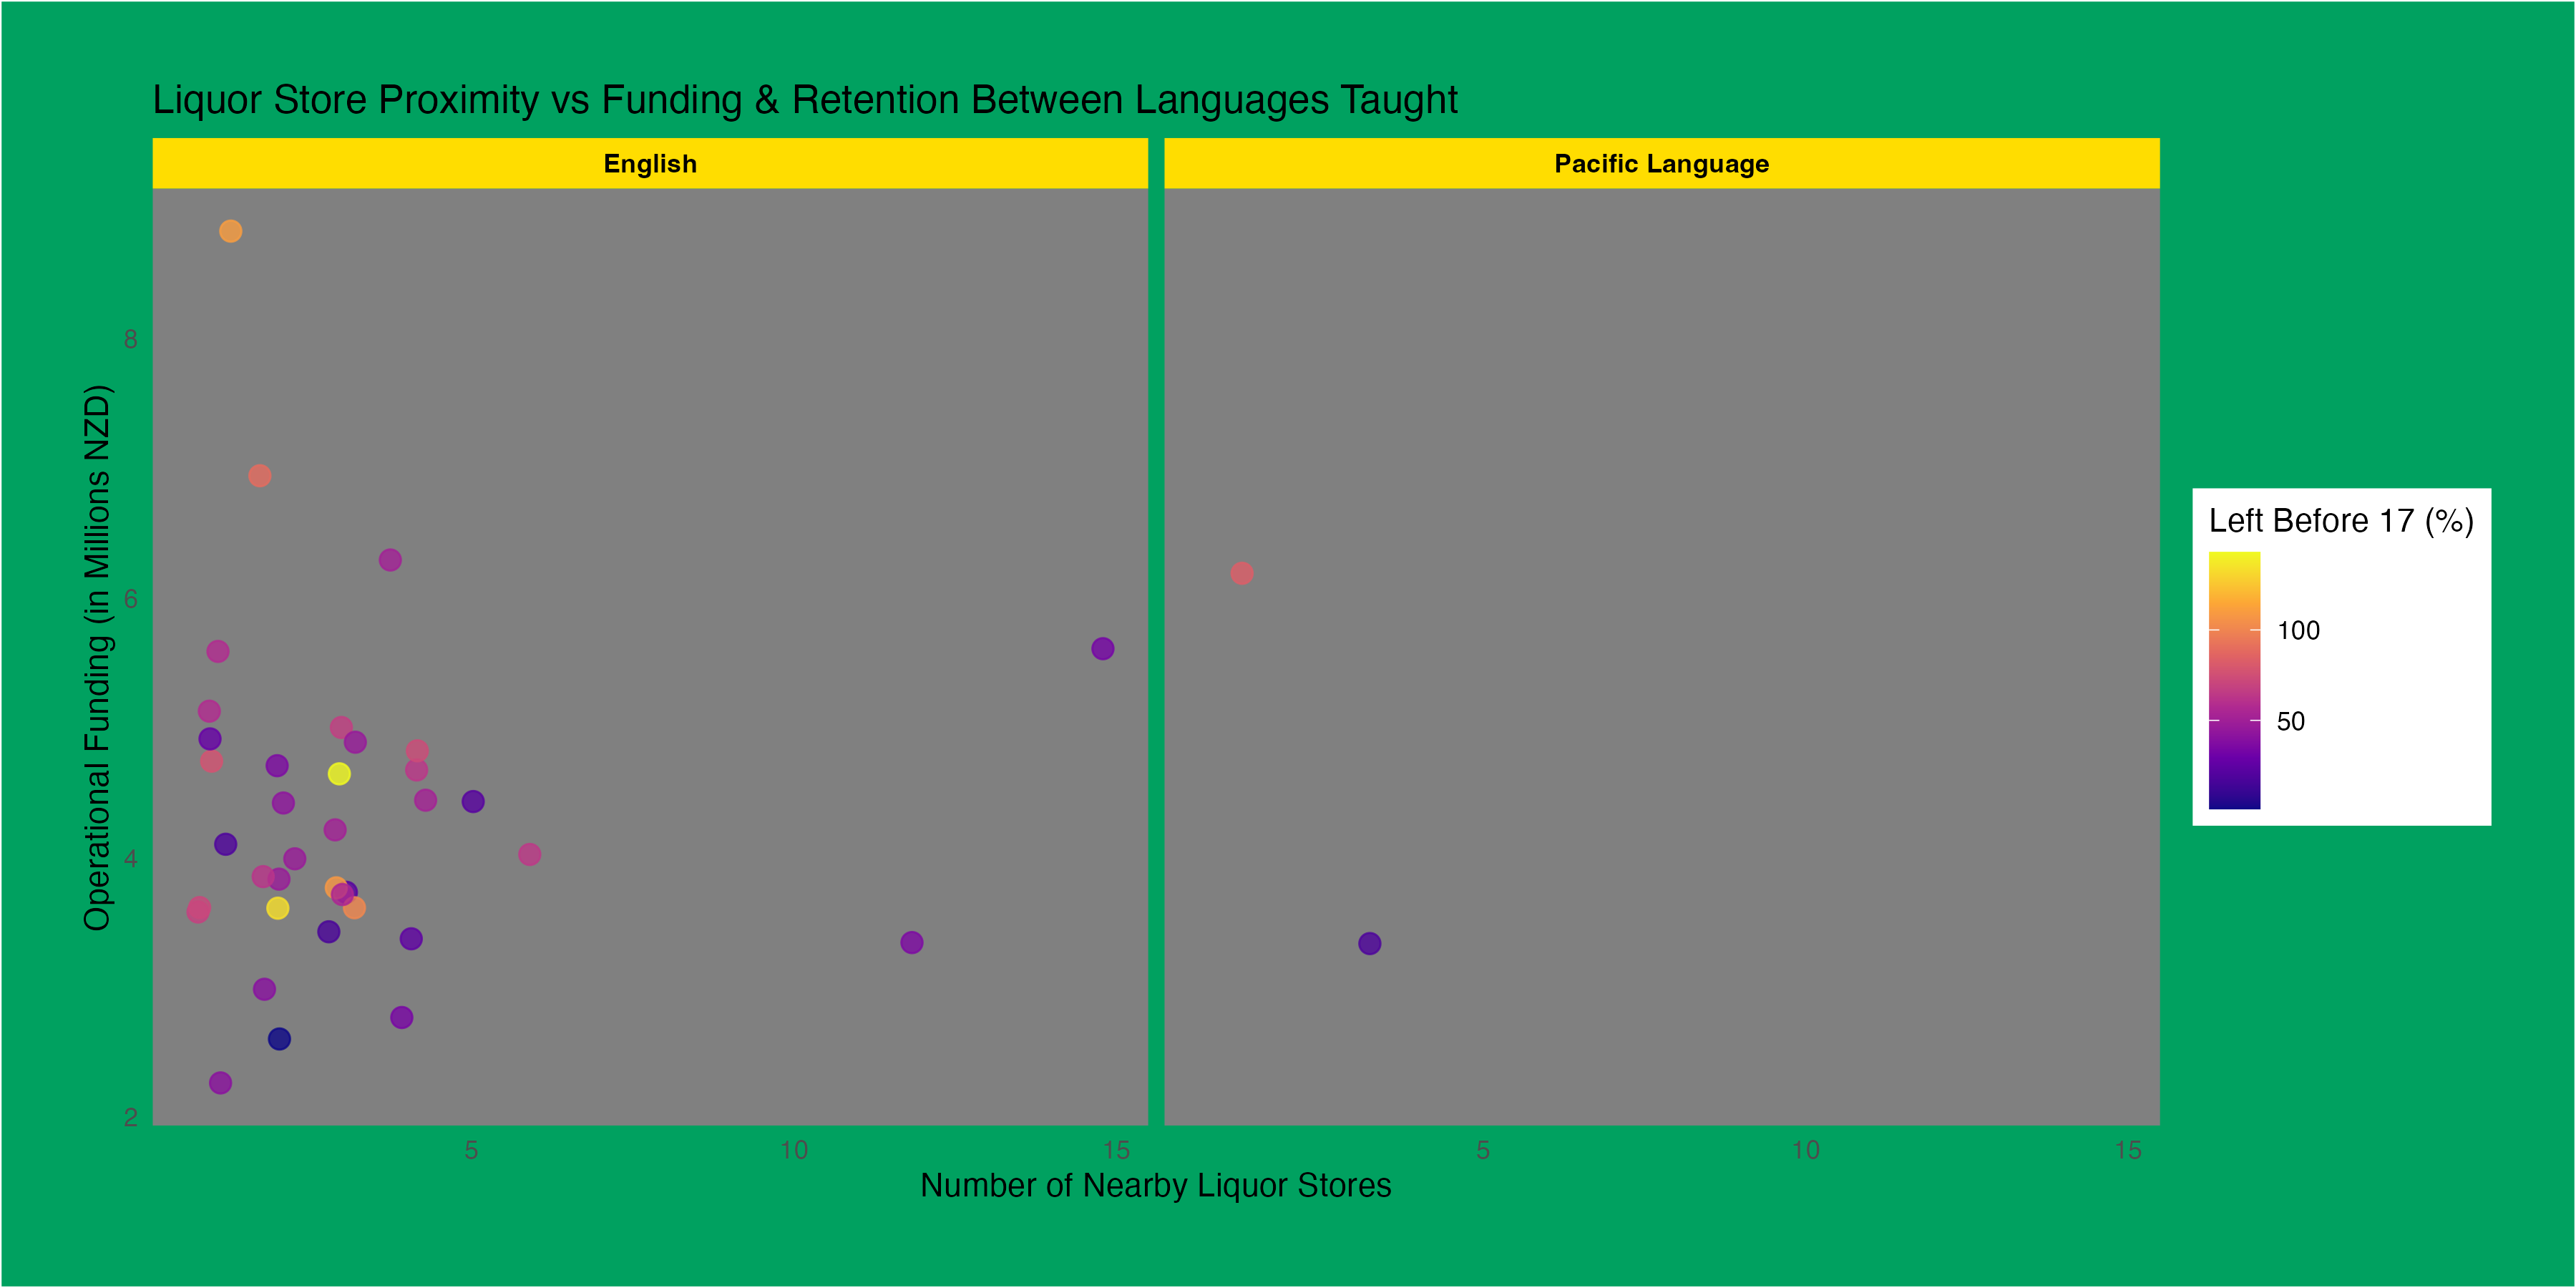 Liquor Store Proximity vs Funding & Retention Between Languages Taught
English
Pacific Language
Operational Funding (in Millions NZD)
8
6
4
2
5
10
15
5
10
15
Number of Nearby Liquor Stores
Left Before 17 (%)
100
50